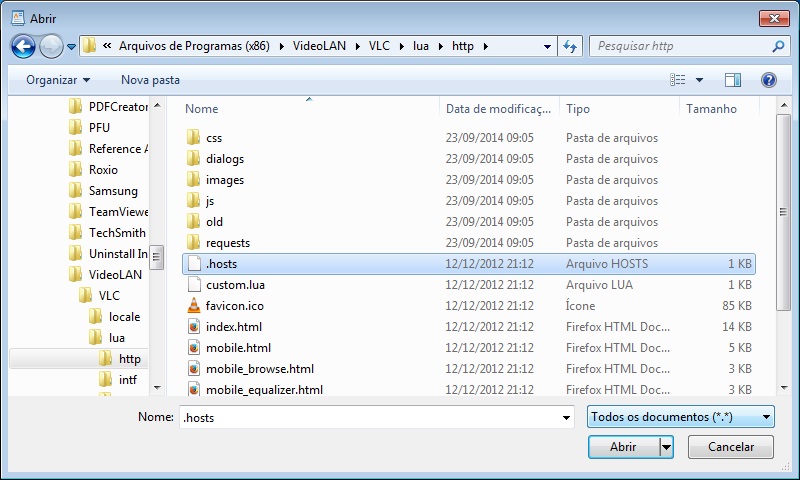 Abrir
« Arquivos de Programas (x86) VideoLAN VLC lua http
Pesquisar http
Organizar Nova pasta
PDFCreator
PFU
Reference A
Roxio
Samsung
TeamViewe
TechSmith
Uninstall In
VideoLAN
VLC
locale
lua
http
intf
Nome Data de modificaç... Tipo Tamanho
css 23/09/2014 09:05 Pasta de arquivos
dialogs 23/09/2014 09:05 Pasta de arquivos
images 23/09/2014 09:05 Pasta de arquivos
js 23/09/2014 09:05 Pasta de arquivos
old 23/09/2014 09:05 Pasta de arquivos
requests 23/09/2014 09:05 Pasta de arquivos
.hosts 12/12/2012 21:12 Arquivo HOSTS 1 KB
custom.lua 12/12/2012 21:12 Arquivo LUA 1 KB
favicon.ico 12/12/2012 21:12 Ícone 85 KB
index.html 12/12/2012 21:12 Firefox HTML Doc... 14 KB
mobile.html 12/12/2012 21:12 Firefox HTML Doc... 5 KB
mobile_browse.html 12/12/2012 21:12 Firefox HTML Doc... 3 KB
mobile_equalizer.html 12/12/2012 21:12 Firefox HTML Doc... 3 KB
Nome: .hosts Todos os documentos (*.*)
Abrir Cancelar